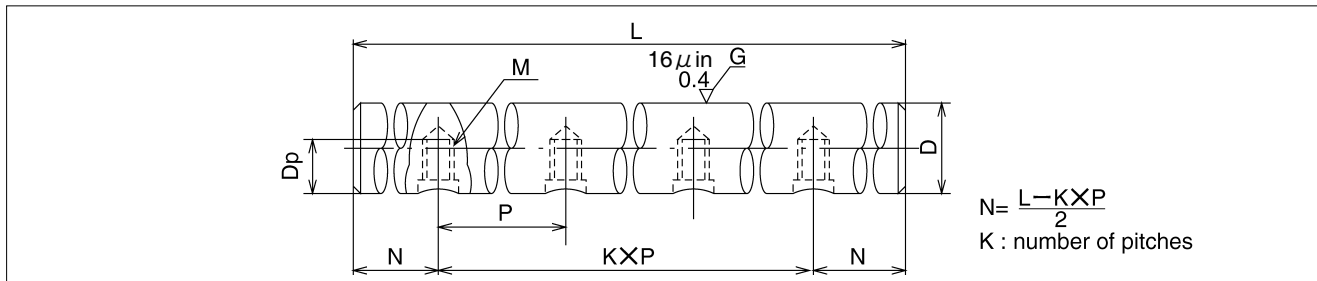 L
M
16μin G
0.4
Dp
D
P
N= L−K×P
2
K : number of pitches
N K×P N